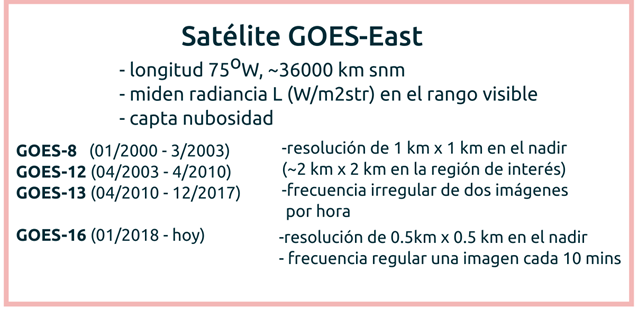 Satélite GOES-East
- longitud 75ºW, ~36000 km snm
- miden radiancia L (W/m2str) en el rango visible
- capta nubosidad
GOES-8 (01/2000 - 3/2003)
GOES-12 (04/2003 - 4/2010)
GOES-13 (04/2010 - 12/2017)
-resolución de 1 km x 1 km en el nadir
(~2 km x 2 km en la región de interés)
-frecuencia irregular de dos imágenes
por hora
GOES-16 (01/2018 - hoy)
-resolución de 0.5km x 0.5 km en el nadir
- frecuencia regular una imagen cada 10 mins